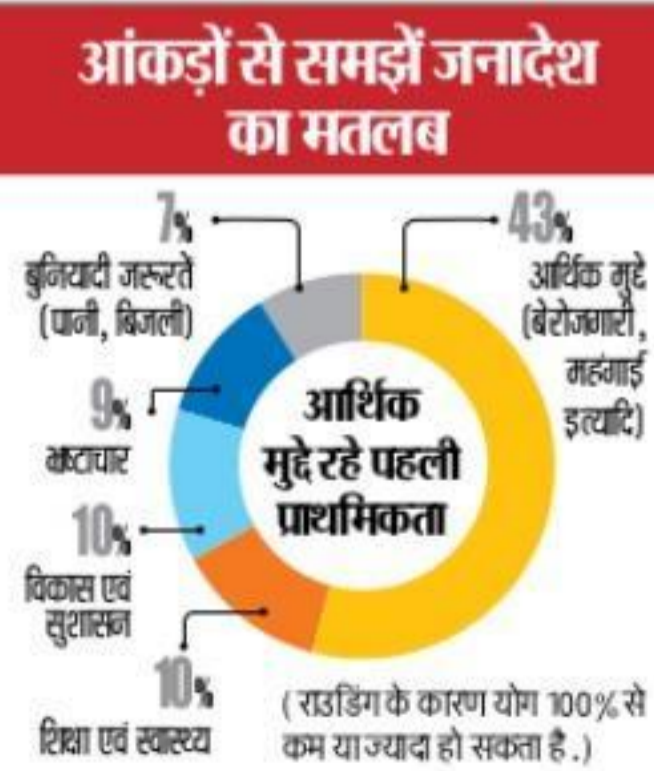 आंकड़ों से समझें जनादेश
का मतलब
7%
बुनियादी जरूरतें
(पानी, बिजली)
43%
आर्थिक मुद्दे
(बेरोजगारी,
महंगाई
इत्यादि)
9%
भ्रष्टाचार
10%
विकास एवं
सुशासन
10%
शिक्षा एवं स्वास्थ्य
आर्थिक
मुद्दे रहे पहली
प्राथमिकता
(राउडिंग के कारण योग 100% से
कम या ज्यादा हो सकता है.)